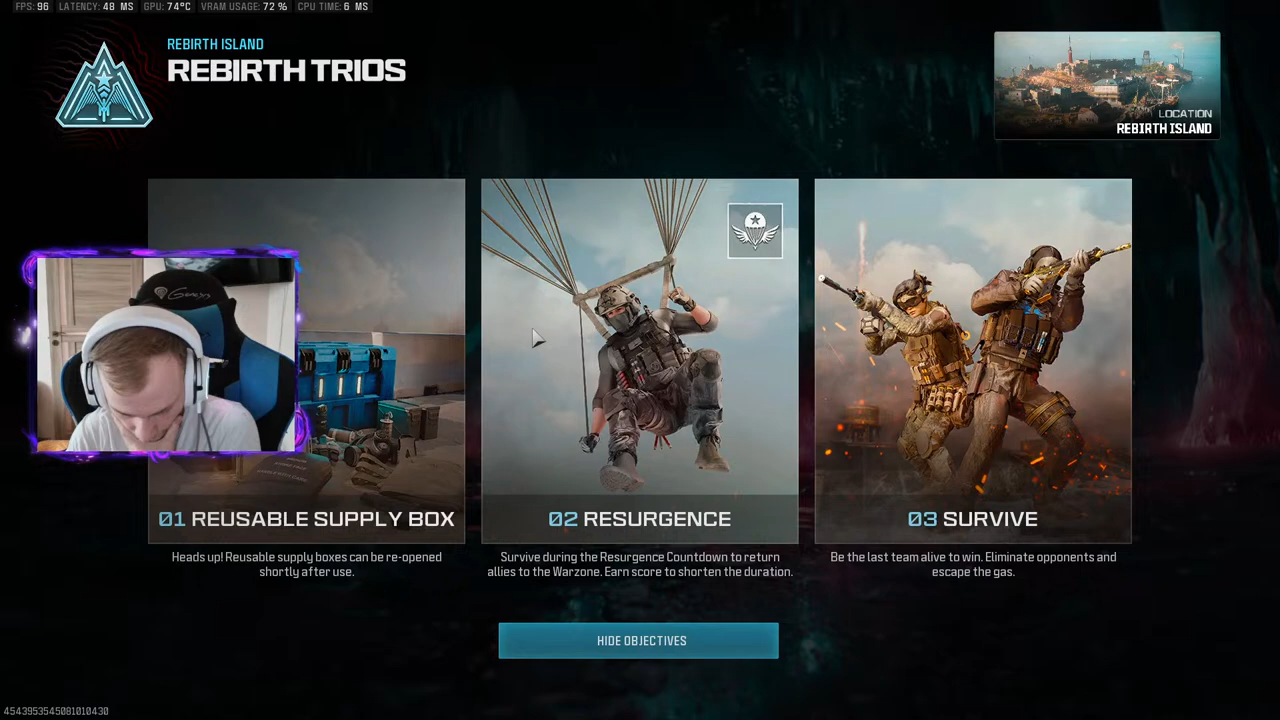 FPS: 96 LATENCY: 48 MS GPU: 74°C VRAM USAGE: 72 % CPU TIME: 6 MS
REBIRTH ISLAND
REBIRTH TRIOS
LOCATION
REBIRTH ISLAND
Genesis
01 REUSABLE SUPPLY BOX
Heads up! Reusable supply boxes can be re-opened
shortly after use.
02 RESURGENCE
Survive during the Resurgence Countdown to return
allies to the Warzone. Earn score to shorten the duration.
03 SURVIVE
Be the last team alive to win. Eliminate opponents and
escape the gas.
HIDE OBJECTIVES
4543953545081010430